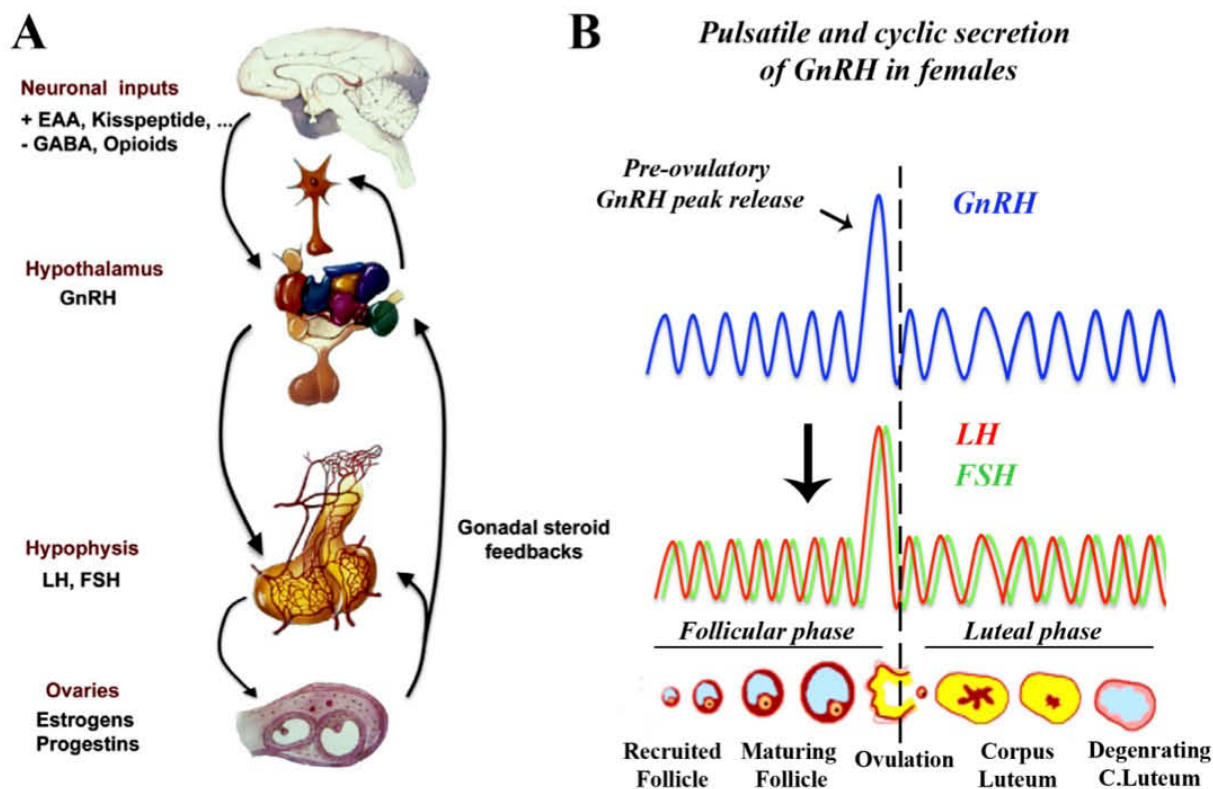 A
Neuronal inputs
+ EAA, Kisspeptide, ...
- GABA, Opioids
Hypothalamus
GnRH
Hypophysis
LH, FSH
Gonadal steroid
feedbacks
Ovaries
Estrogens
Progestins
B
Pulsatile and cyclic secretion
of GnRH in females
Pre-ovulatory
GnRH peak release
GnRH
LH
FSH
Follicular phase
Luteal phase
Recruited
Follicle
Maturing
Follicle
Ovulation
Corpus
Luteum
Degenrating
C.Luteum